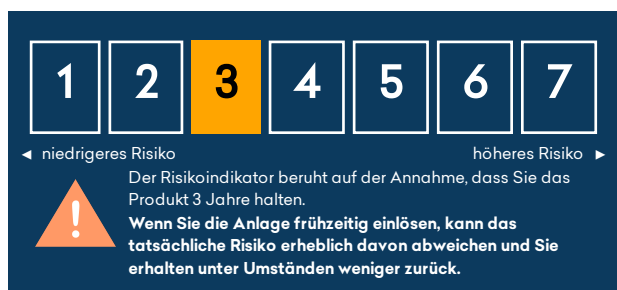 1 2 3 4 5 6 7
◄ niedrigeres Risiko höheres Risiko ►
Der Risikoindikator beruht auf der Annahme, dass Sie das
Produkt 3 Jahre halten.
Wenn Sie die Anlage frühzeitig einlösen, kann das
tatsächliche Risiko erheblich davon abweichen und Sie
erhalten unter Umständen weniger zurück.
!